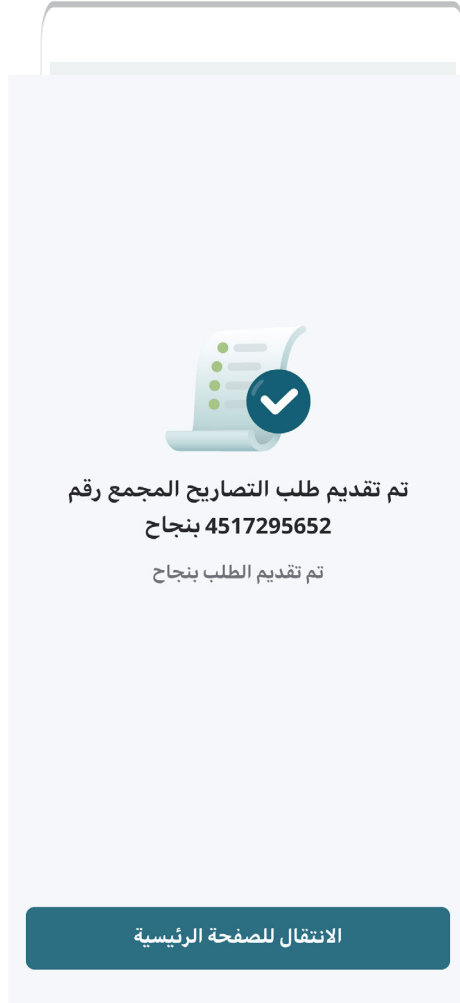 تم تقديم طلب التصاريح المجمع رقم
4517295652 بنجاح
تم تقديم الطلب بنجاح
الانتقال للصفحة الرئيسية